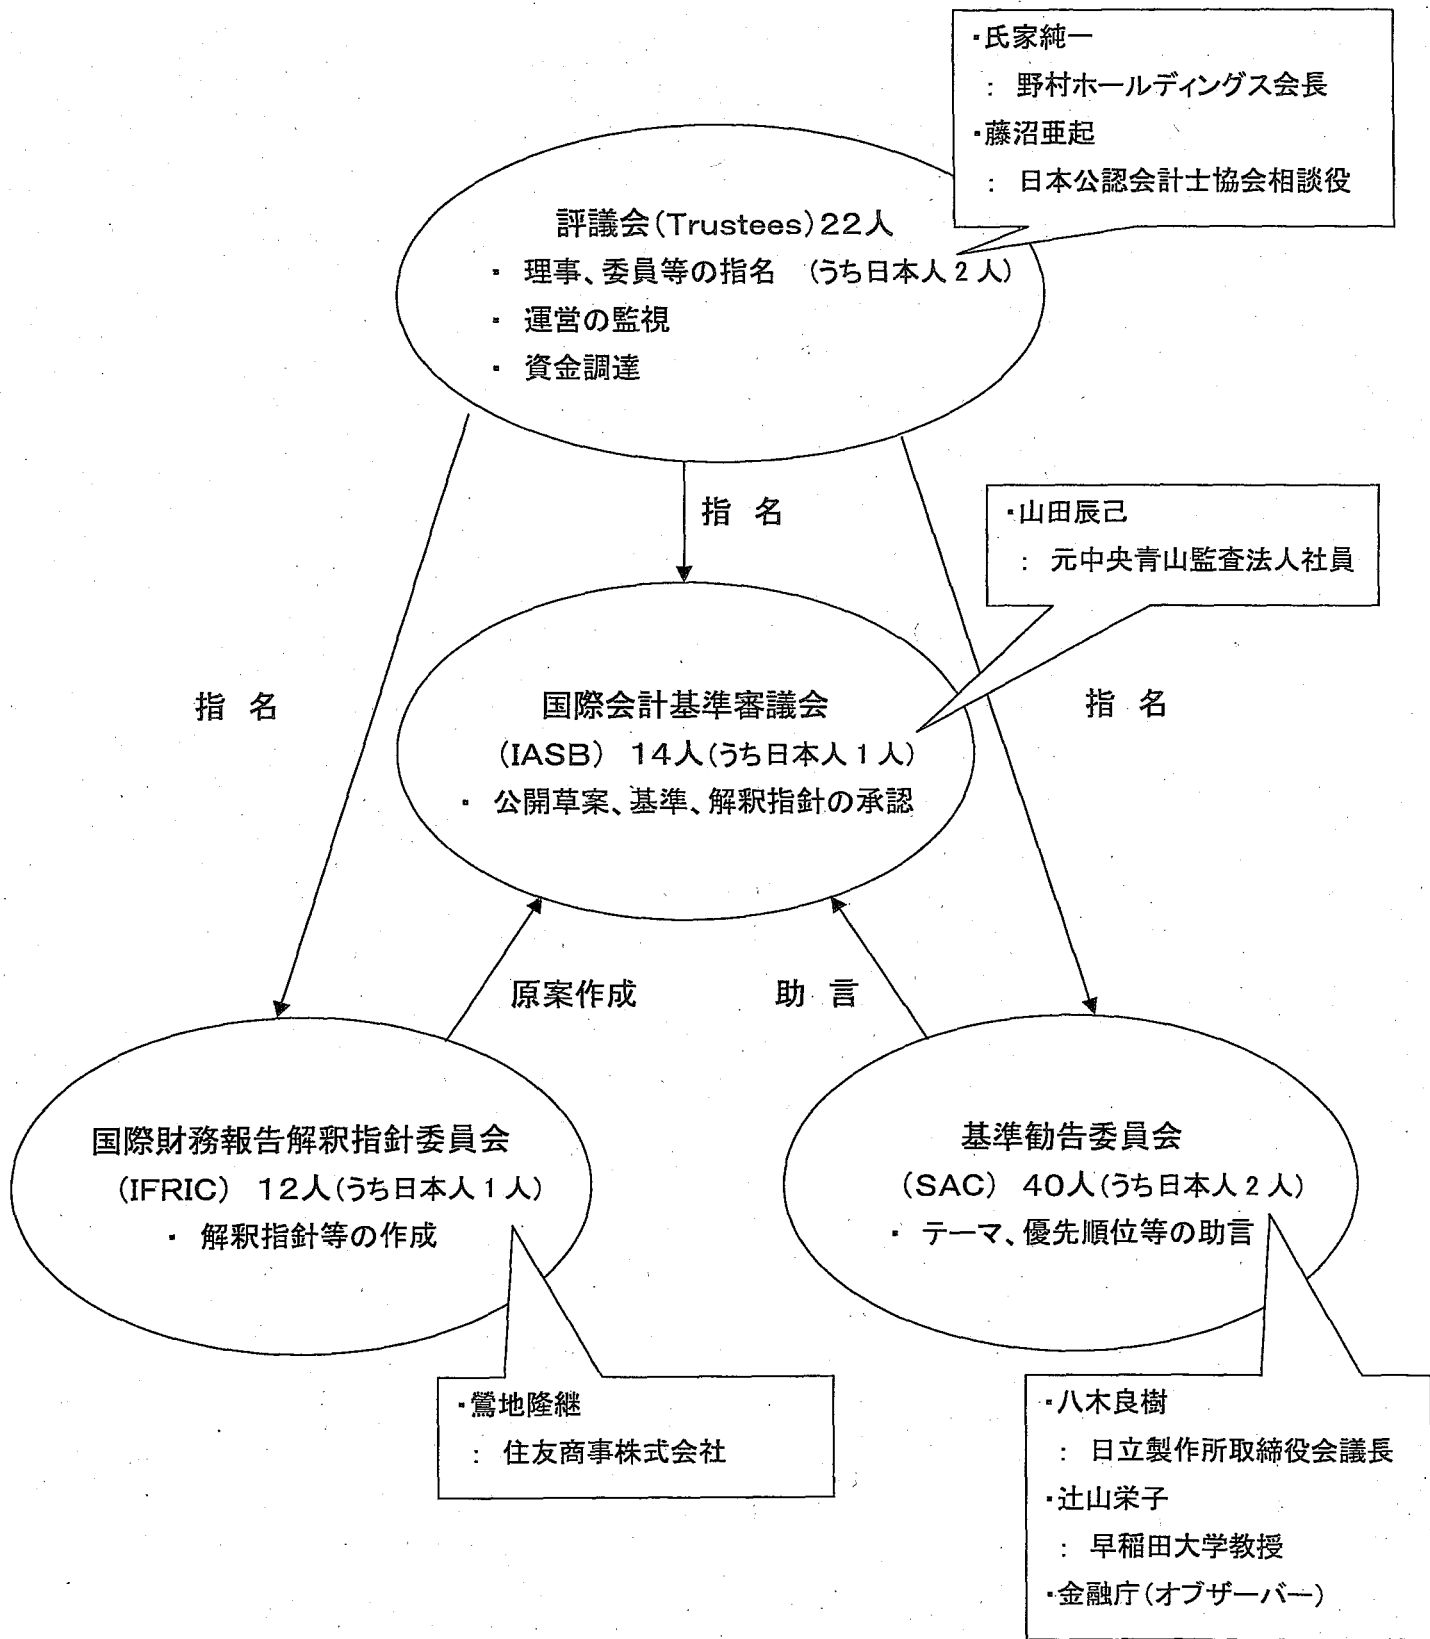 ・氏家純一
： 野村ホールディングス会長
・藤沼亜起
： 日本公認会計士協会相談役
評議会（Trustees）２２人
・ 理事、委員等の指名 （うち日本人２人）
・ 運営の監視
・ 資金調達
指 名
・山田辰己
： 元中央青山監査法人社員
指 名
国際会計基準審議会
（IASB） １４人（うち日本人１人）
・ 公開草案、基準、解釈指針の承認
指 名
原案作成
助 言
国際財務報告解釈指針委員会
（IFRIC） １２人（うち日本人１人）
・ 解釈指針等の作成
基準勧告委員会
（SAC） ４０人（うち日本人２人）
・ テーマ、優先順位等の助言
・鶯地隆継
： 住友商事株式会社
・八木良樹
： 日立製作所取締役会議長
・辻山栄子
： 早稲田大学教授
・金融庁（オブザーバー）